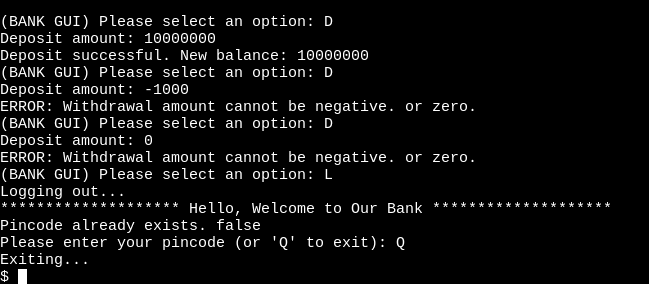 (BANK GUI) Please select an option: D
Deposit amount: 10000000
Deposit successful. New balance: 10000000
(BANK GUI) Please select an option: D
Deposit amount: -1000
ERROR: Withdrawal amount cannot be negative. or zero.
(BANK GUI) Please select an option: D
Deposit amount: 0
ERROR: Withdrawal amount cannot be negative. or zero.
(BANK GUI) Please select an option: L
Logging out...
******************** Hello, Welcome to Our Bank ********************
Pincode already exists. false
Please enter your pincode (or 'Q' to exit): Q
Exiting...
$